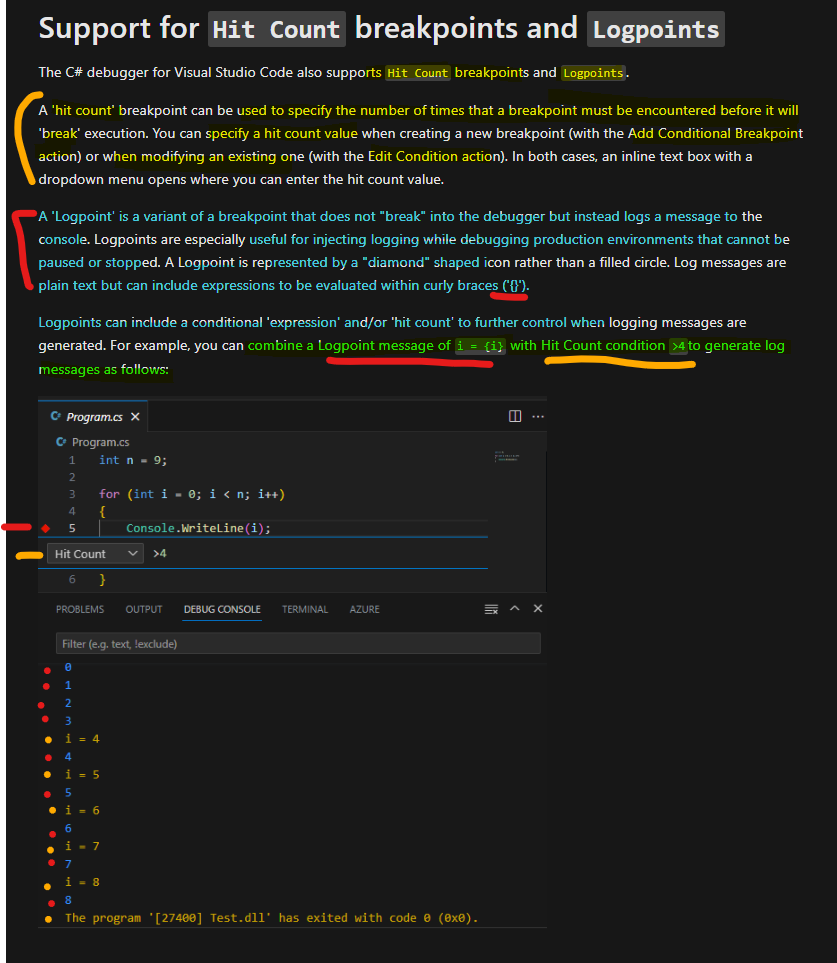 Support for Hit Count breakpoints and Logpoints
The C# debugger for Visual Studio Code also supports Hit Count breakpoints and Logpoints.
A 'hit count' breakpoint can be used to specify the number of times that a breakpoint must be encountered before it will
'break' execution. You can specify a hit count value when creating a new breakpoint (with the Add Conditional Breakpoint
action) or when modifying an existing one (with the Edit Condition action). In both cases, an inline text box with a
dropdown menu opens where you can enter the hit count value.
A 'Logpoint' is a variant of a breakpoint that does not "break" into the debugger but instead logs a message to the
console. Logpoints are especially useful for injecting logging while debugging production environments that cannot be
paused or stopped. A Logpoint is represented by a "diamond" shaped icon rather than a filled circle. Log messages are
plain text but can include expressions to be evaluated within curly braces ('{}').
Logpoints can include a conditional 'expression' and/or 'hit count' to further control when logging messages are
generated. For example, you can combine a Logpoint message of i = {i} with Hit Count condition >4 to generate log
messages as follows:
Program.cs
Program.cs
1 int n = 9;
2
3 for (int i = 0; i < n; i++)
4 {
5 Console.WriteLine(i);
Hit Count >4
6 }
PROBLEMS OUTPUT DEBUG CONSOLE TERMINAL AZURE
Filter (e.g. text, !exclude)
0
1
2
3
i = 4
4
i = 5
5
i = 6
6
i = 7
7
i = 8
8
The program '[27400] Test.dll' has exited with code 0 (0x0).